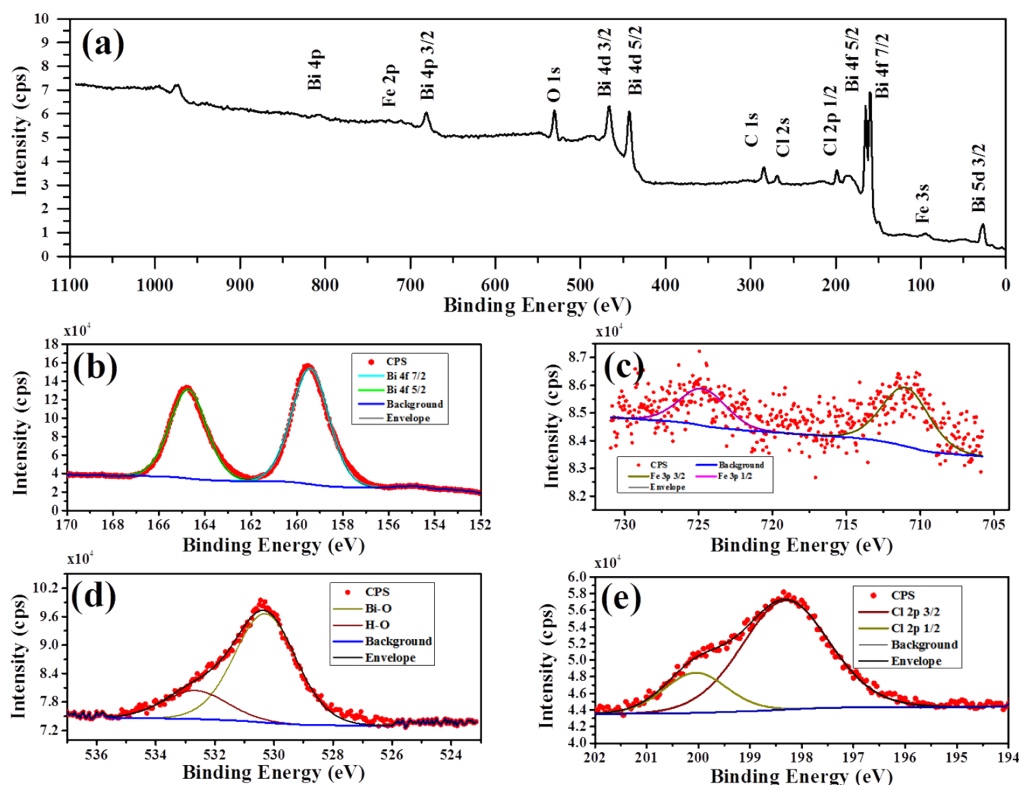 (a)
Intensity (cps)
10
9
8
7
6
5
4
3
2
1
0
Bi 4p
Fe 2p
Bi 4p 3/2
O 1s
Bi 4d 3/2
Bi 4d 5/2
C 1s
Cl 2s
Cl 2p 1/2
Bi 4f 5/2
Bi 4f 7/2
Fe 3s
Bi 5d 3/2
1100 1000 900 800 700 600 500 400 300 200 100 0
Binding Energy (eV)
x10⁴
(b)
Intensity (cps)
18
16
14
12
10
8
6
4
2
0
CPS
Bi 4f 7/2
Bi 4f 5/2
Background
Envelope
170 168 166 164 162 160 158 156 154 152
Binding Energy (eV)
x10⁴
(c)
Intensity (cps)
8.7
8.6
8.5
8.4
8.3
8.2
CPS Background
Fe 3p 3/2 Fe 3p 1/2
Envelope
730 725 720 715 710 705
Binding Energy (eV)
x10⁴
(d)
Intensity (cps)
10.2
9.6
9.0
8.4
7.8
7.2
CPS
Bi-O
H-O
Background
Envelope
536 534 532 530 528 526 524
Binding Energy (eV)
x10⁴
(e)
Intensity (cps)
6.0
5.8
5.6
5.4
5.2
5.0
4.8
4.6
4.4
4.2
4.0
CPS
Cl 2p 3/2
Cl 2p 1/2
Background
Envelope
202 201 200 199 198 197 196 195 194
Binding Energy (eV)